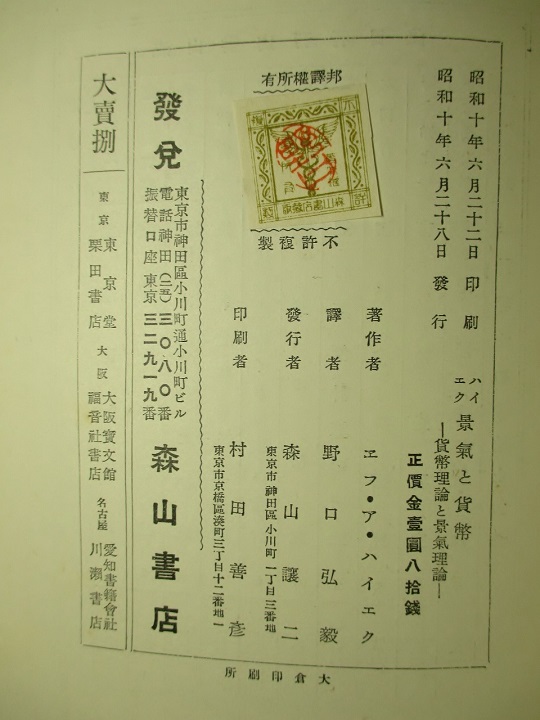 昭和十年六月二十二日 印刷
昭和十年六月二十八日 發行
ハイエク 景氣と貨幣
―貨幣理論と景氣理論―
正價金壹圓八拾錢
著作者 エフ・ア・ハイエク
譯者 野口弘毅
發行者 森山讓二
東京市神田區小川町一丁目三番地
印刷者 村田善彥
東京市京橋區湊町三丁目十二番地ノ一
有所權譯邦
不
許
製
製複許不
發兌
東京市神田區小川町通小川町ビル
電話神田(25)三〇八〇番
振替口座東京三二九一九番
森山書店
大賣捌
東京 東京堂 大阪 大阪寶文館 名古屋 愛知書籍會社
栗田書店 福音社書店 川瀨書店
所刷印倉大